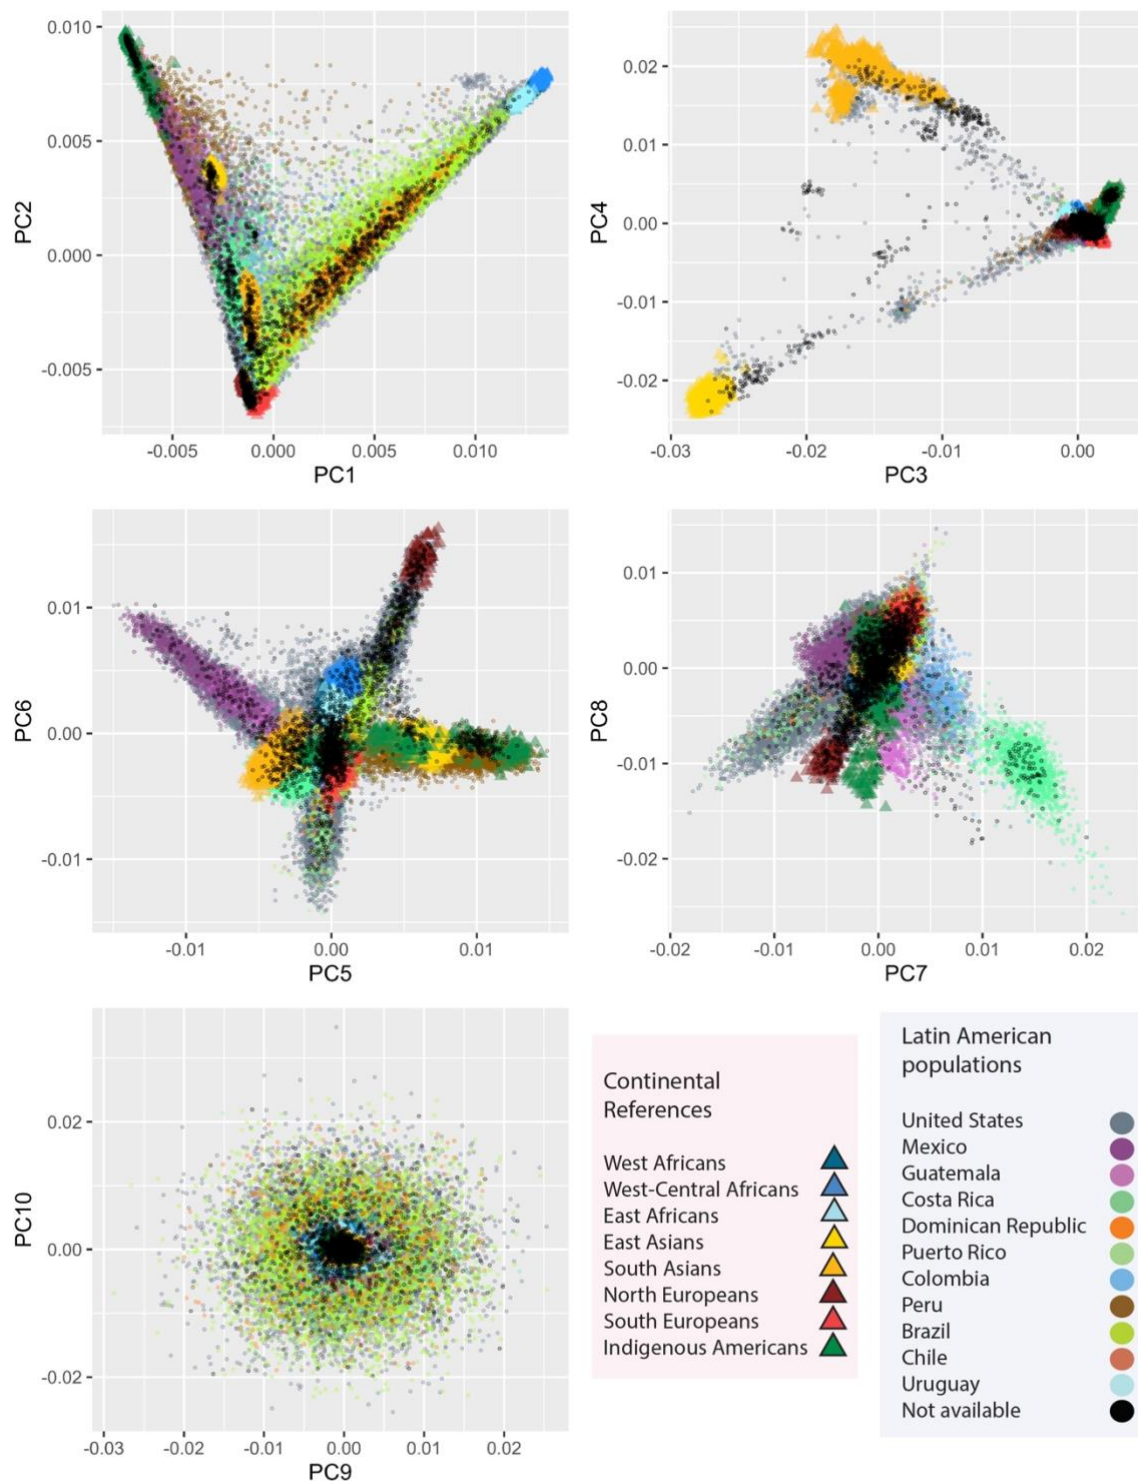 0.010
0.005
0.000
-0.005
PC2
-0.005
0.000
0.005
0.010
PC1
0.02
0.01
0.00
-0.01
-0.02
PC4
-0.03
-0.02
-0.01
0.00
PC3
0.01
0.00
-0.01
PC6
-0.01
0.00
0.01
PC5
0.01
0.00
-0.01
-0.02
PC8
-0.02
-0.01
0.00
0.01
0.02
PC7
0.02
0.00
-0.02
PC10
-0.03
-0.02
-0.01
0.00
0.01
0.02
PC9
Continental
References
West Africans
West-Central Africans
East Africans
East Asians
South Asians
North Europeans
South Europeans
Indigenous Americans
Latin American
populations
United States
Mexico
Guatemala
Costa Rica
Dominican Republic
Puerto Rico
Colombia
Peru
Brazil
Chile
Uruguay
Not available